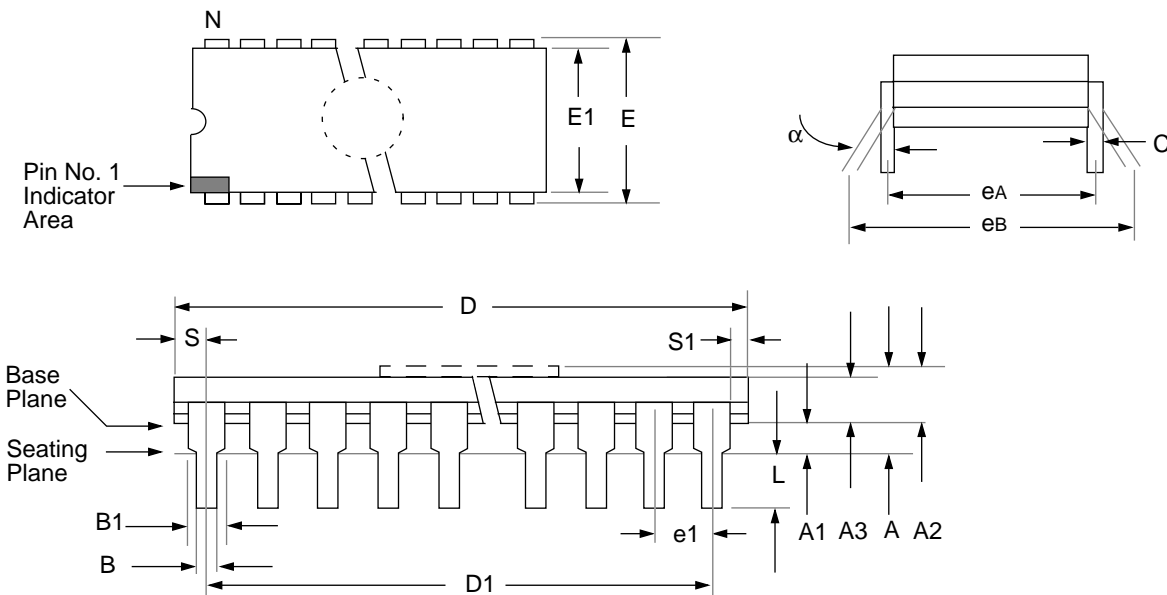 N
E1
E
Pin No. 1
Indicator
Area
α
C
eA
eB
D
S
S1
Base
Plane
Seating
Plane
L
B1
e1
A1
A3
A
A2
B
D1